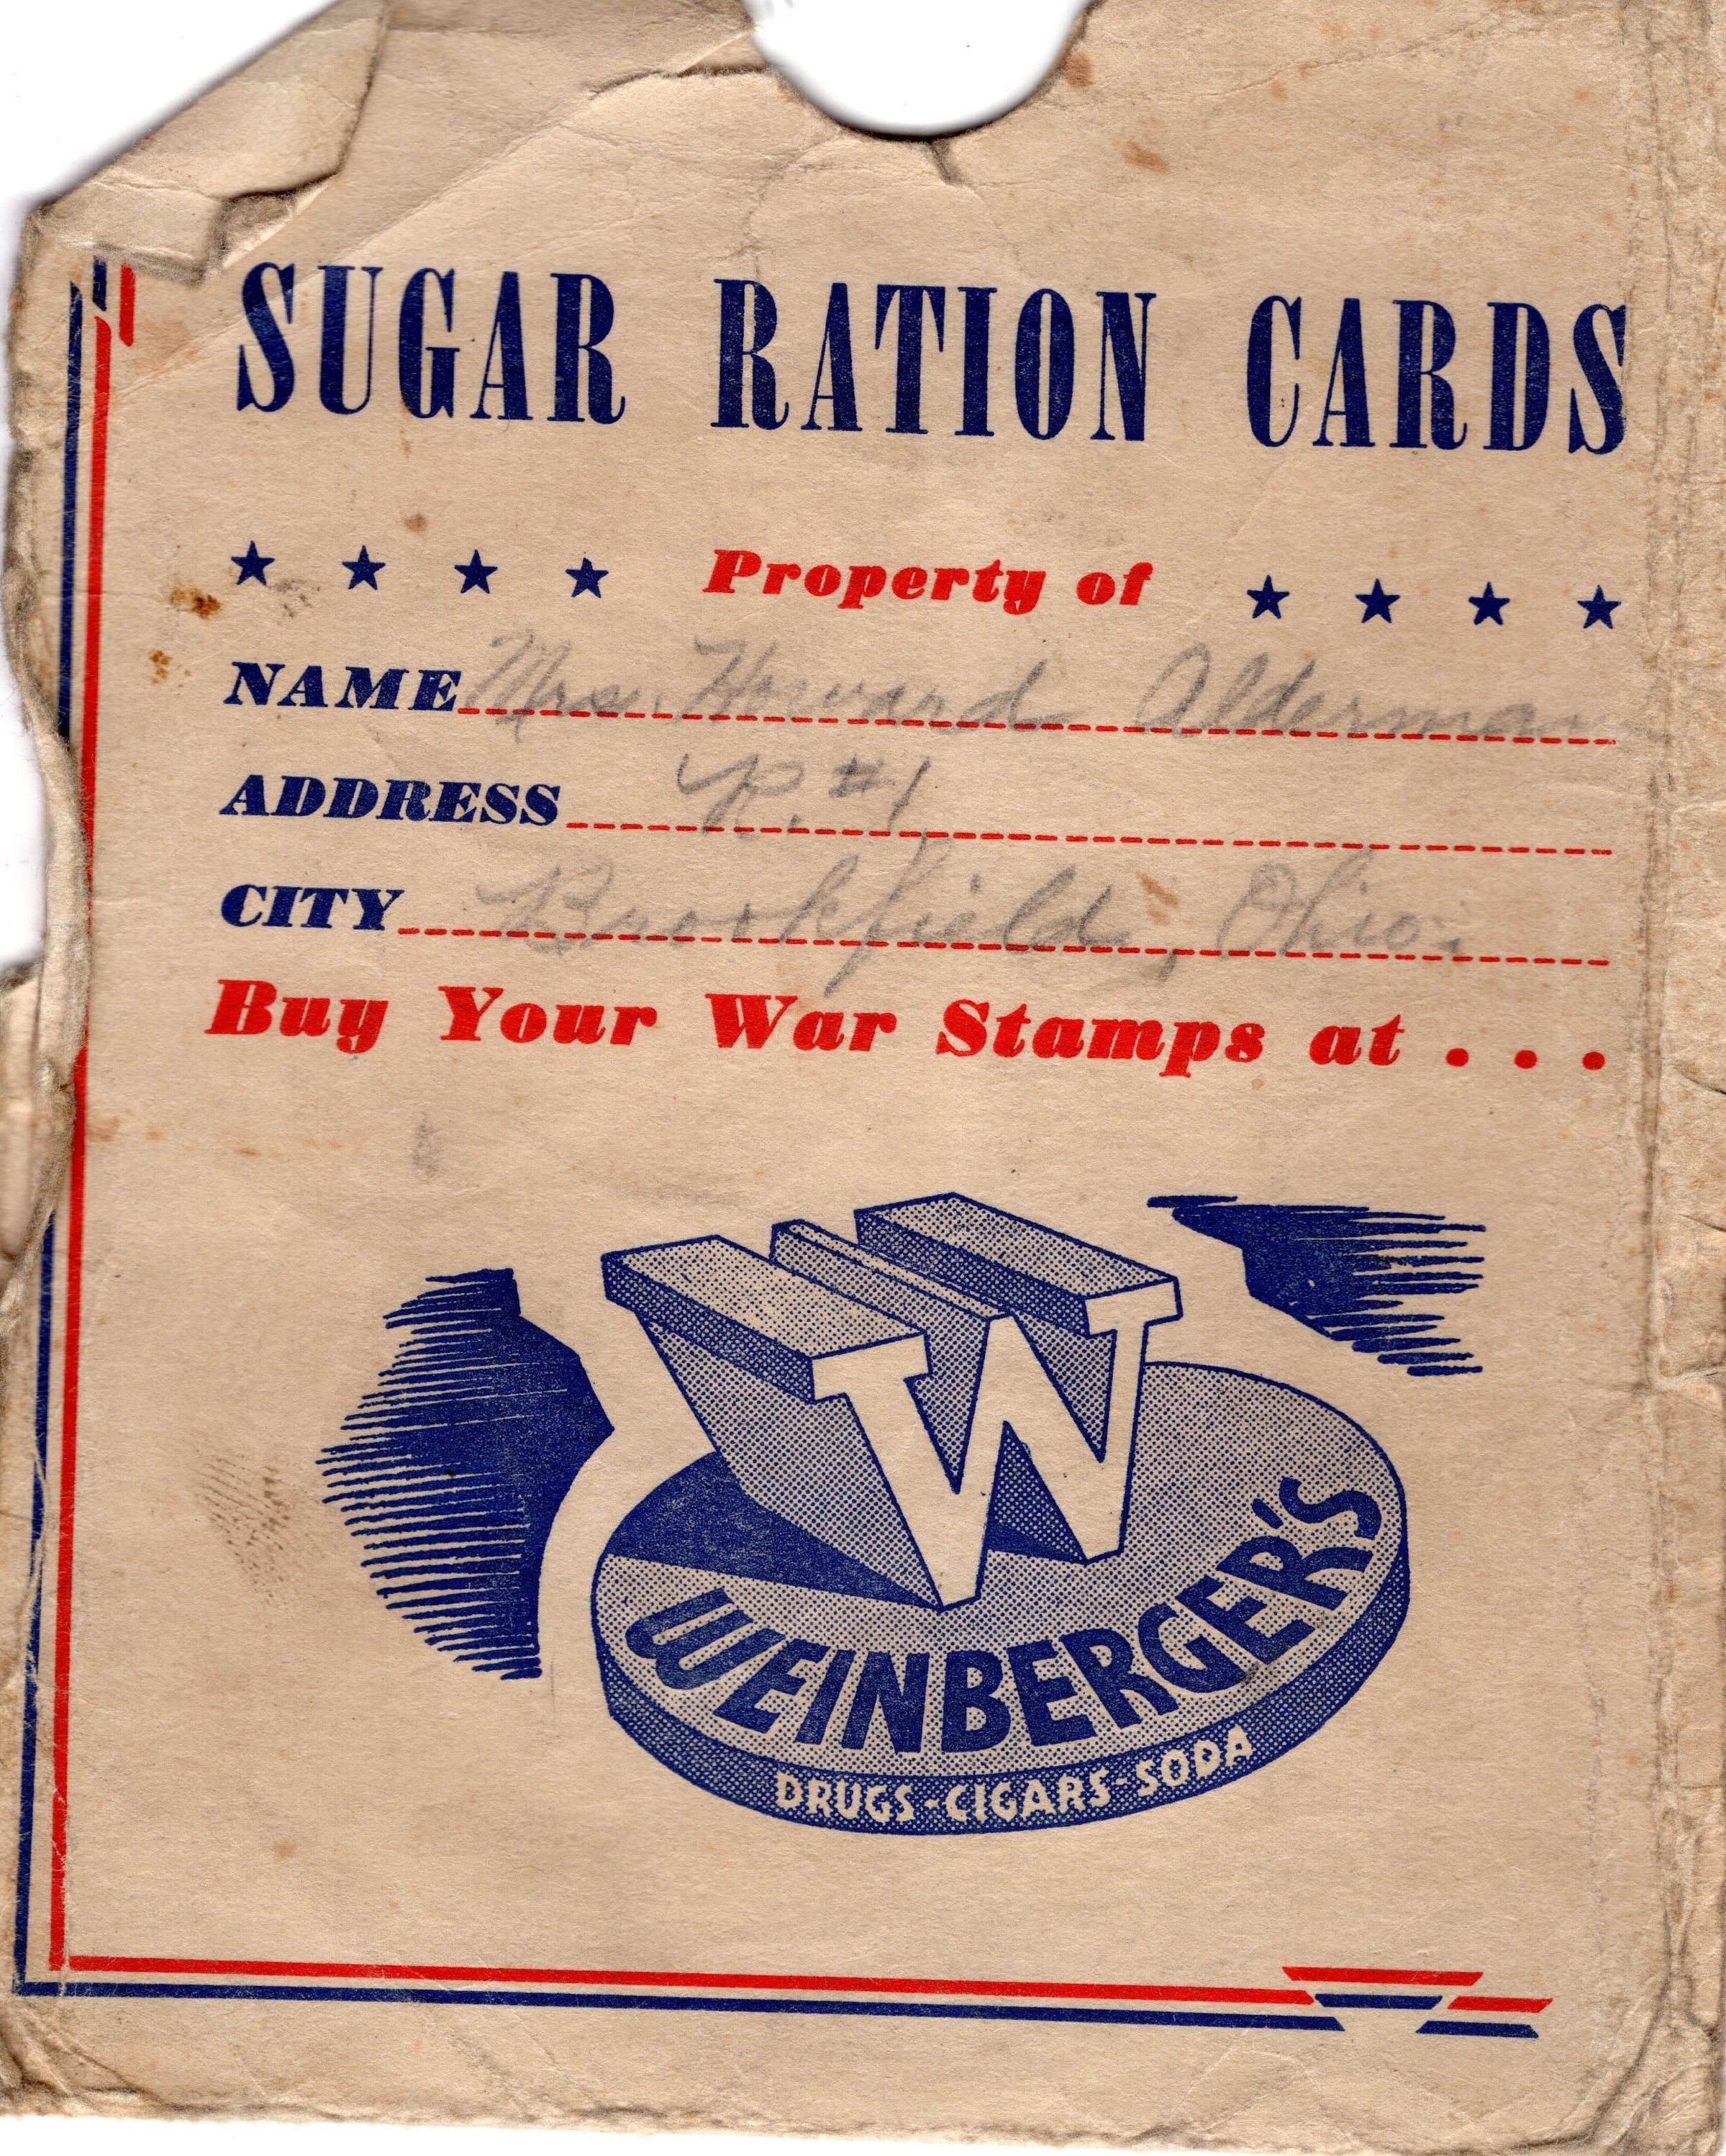 SUGAR RATION CARDS
★ ★ ★ ★ Property of ★ ★ ★ ★
NAME Mrs. Howard Alderman
ADDRESS R. #1
CITY Brookfield, Ohio.
Buy Your War Stamps at . . .
W
WEINBERGER'S
DRUGS-CIGARS-SODA